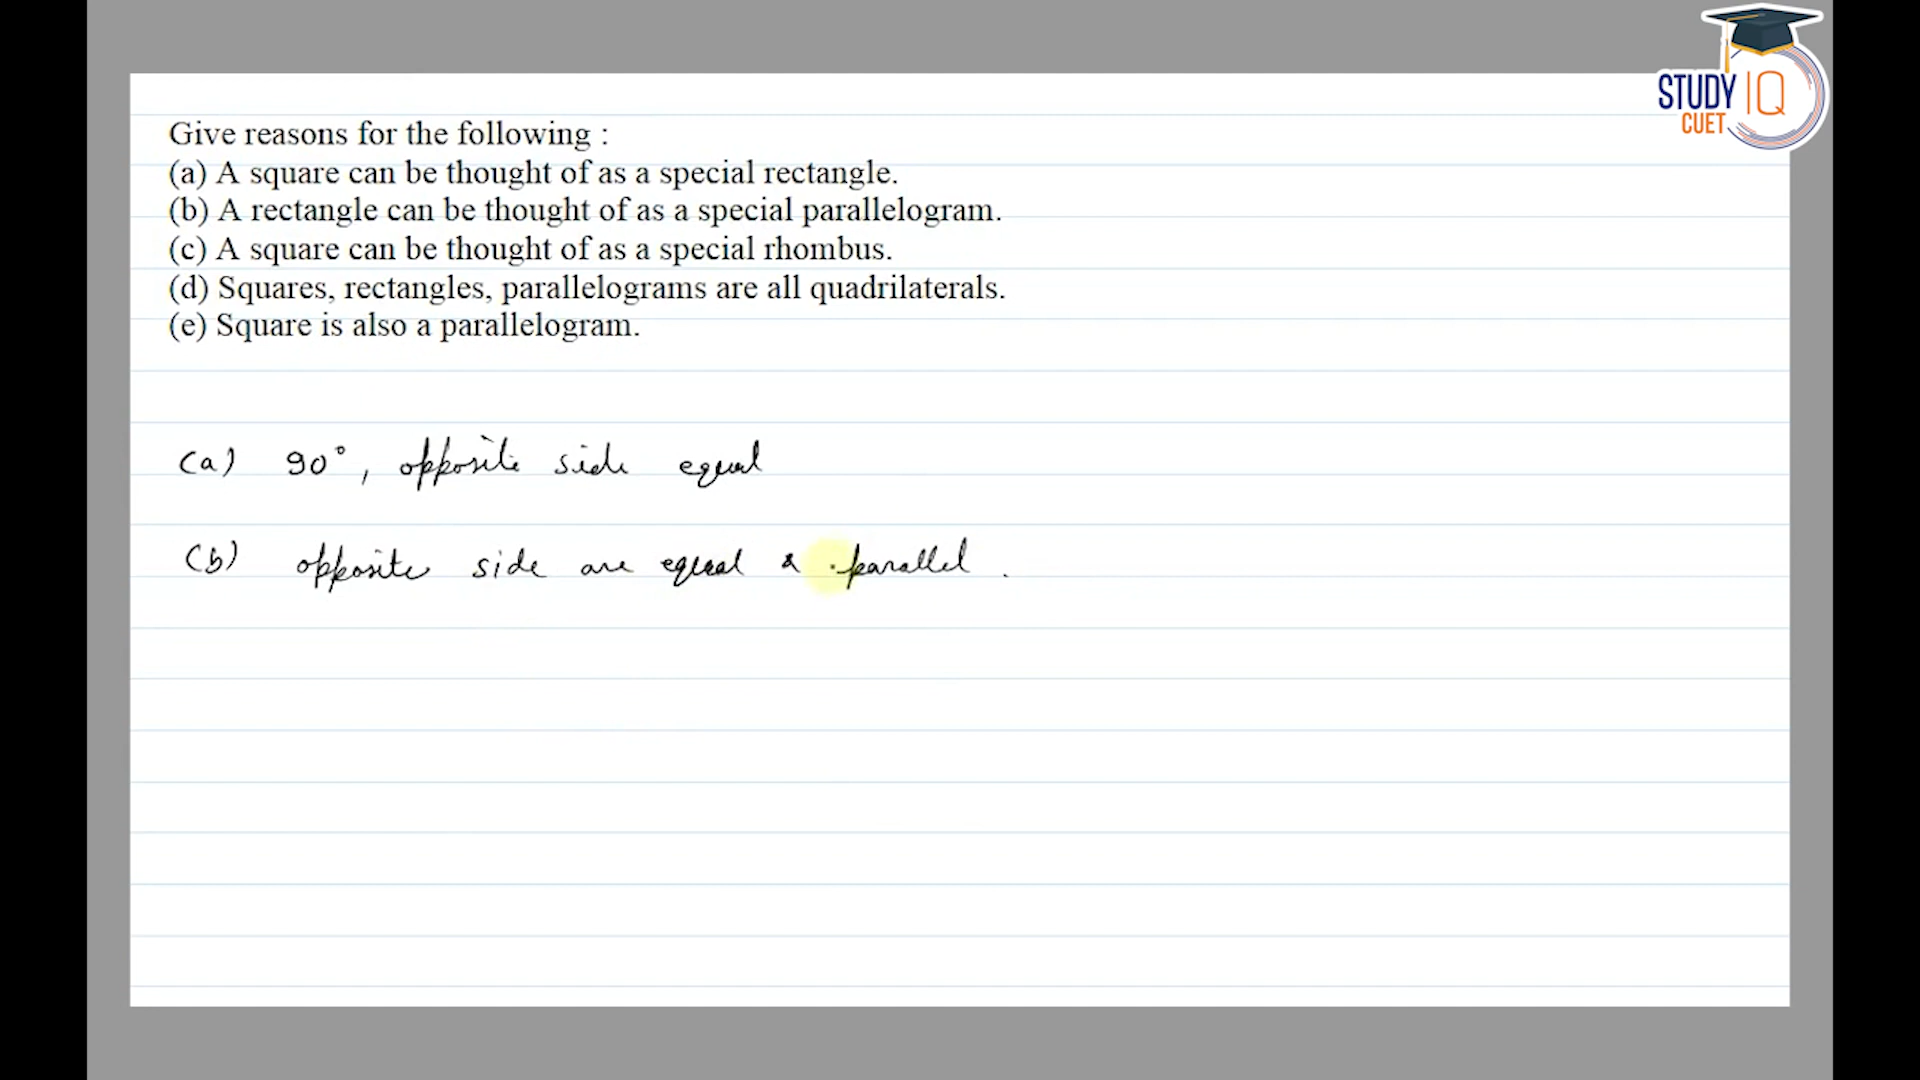 STUDY IQ
CUET
Give reasons for the following :
(a) A square can be thought of as a special rectangle.
(b) A rectangle can be thought of as a special parallelogram.
(c) A square can be thought of as a special rhombus.
(d) Squares, rectangles, parallelograms are all quadrilaterals.
(e) Square is also a parallelogram.
(a) 90°, opposite side equal
(b) opposite side are equal & parallel.